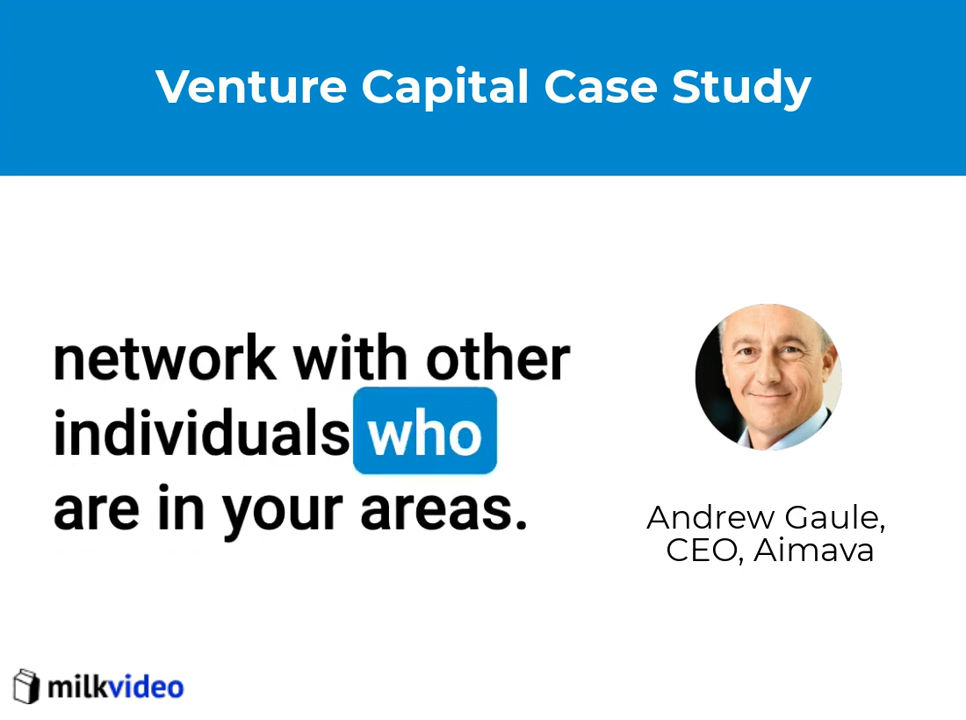 Venture Capital Case Study
network with other
individuals who
are in your areas.
Andrew Gaule,
CEO, Aimava
milkvideo